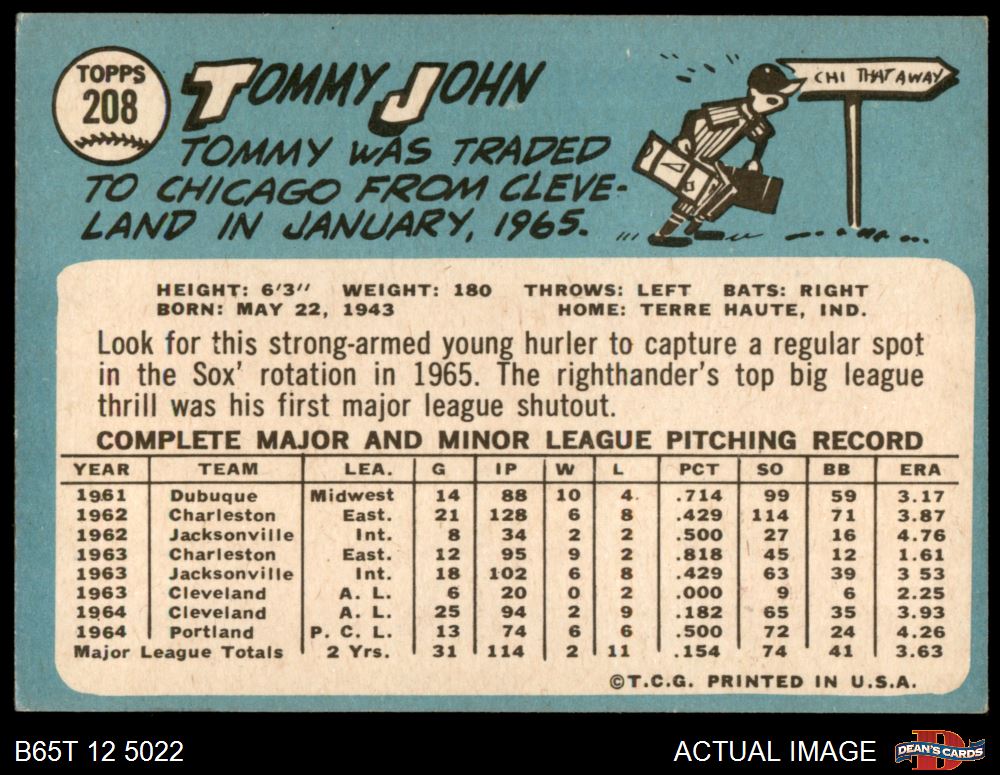 TOPPS
208
TOMMY JOHN
TOMMY WAS TRADED
TO CHICAGO FROM CLEVE-
LAND IN JANUARY, 1965.
CHI THAT AWAY
HEIGHT: 6'3" WEIGHT: 180 THROWS: LEFT BATS: RIGHT
BORN: MAY 22, 1943 HOME: TERRE HAUTE, IND.
Look for this strong-armed young hurler to capture a regular spot
in the Sox' rotation in 1965. The righthander's top big league
thrill was his first major league shutout.
COMPLETE MAJOR AND MINOR LEAGUE PITCHING RECORD
YEAR TEAM LEA. G IP W L PCT SO BB ERA
1961 Dubuque Midwest 14 88 10 4 .714 99 59 3.17
1962 Charleston East. 21 128 6 8 .429 114 71 3.87
1962 Jacksonville Int. 8 34 2 2 .500 27 16 4.76
1963 Charleston East. 12 95 9 2 .818 45 12 1.61
1963 Jacksonville Int. 18 102 6 8 .429 63 39 3 53
1963 Cleveland A. L. 6 20 0 2 .000 9 6 2.25
1964 Cleveland A. L. 25 94 2 9 .182 65 35 3.93
1964 Portland P. C. L. 13 74 6 6 .500 72 24 4.26
Major League Totals 2 Yrs. 31 114 2 11 .154 74 41 3.63
©T.C.G. PRINTED IN U.S.A.
B65T 12 5022
ACTUAL IMAGE
DEAN'S CARDS